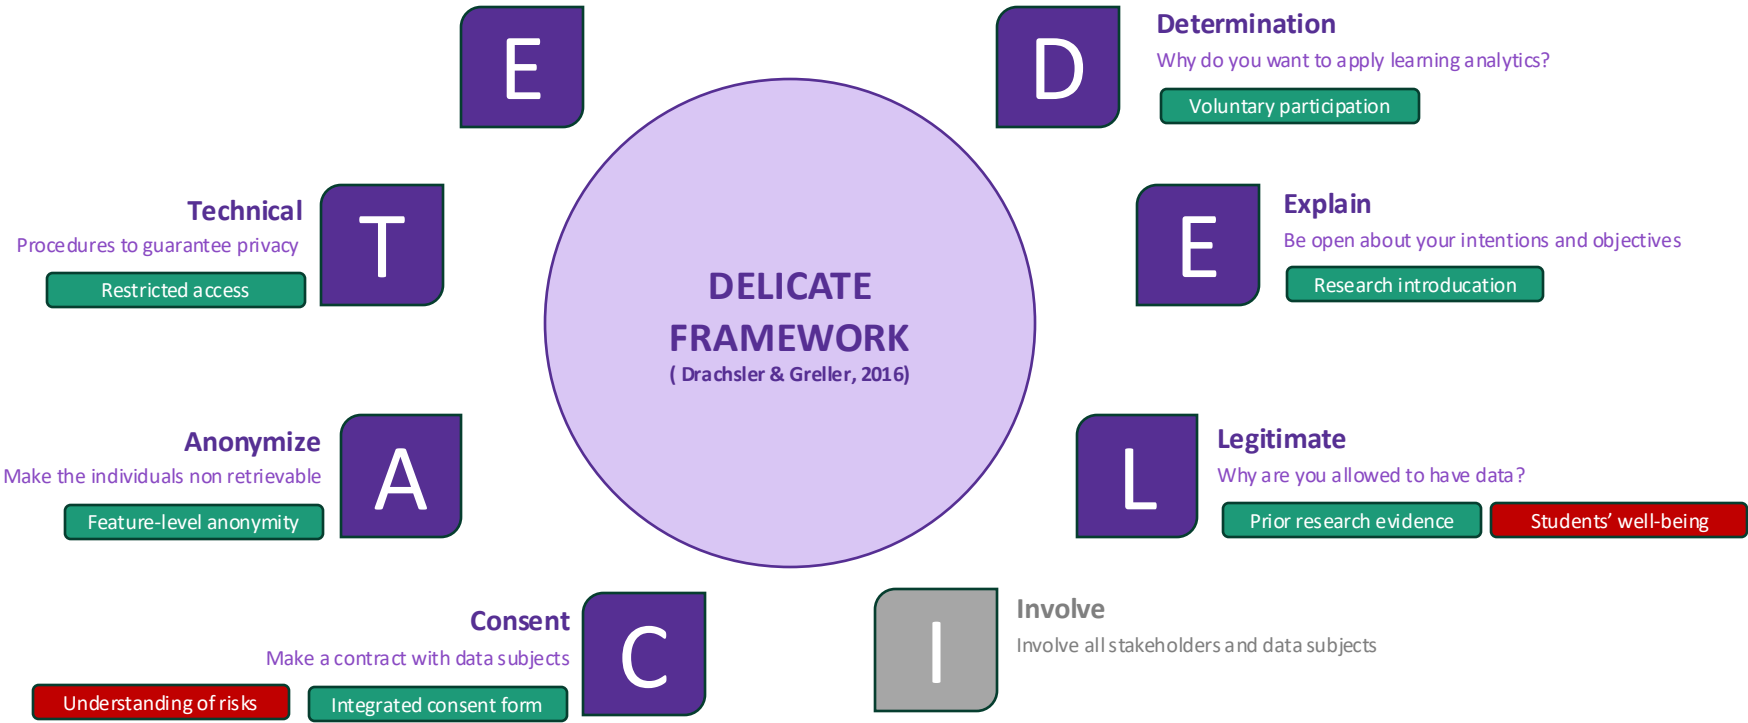 E
D
Determination
Why do you want to apply learning analytics?
Voluntary participation
Technical
Procedures to guarantee privacy
Restricted access
T
E
Explain
Be open about your intentions and objectives
Research introducation
DELICATE
FRAMEWORK
( Drachsler & Greller, 2016)
Anonymize
Make the individuals non retrievable
Feature-level anonymity
A
L
Legitimate
Why are you allowed to have data?
Prior research evidence
Students’ well-being
Consent
Make a contract with data subjects
Understanding of risks
Integrated consent form
C
I
Involve
Involve all stakeholders and data subjects